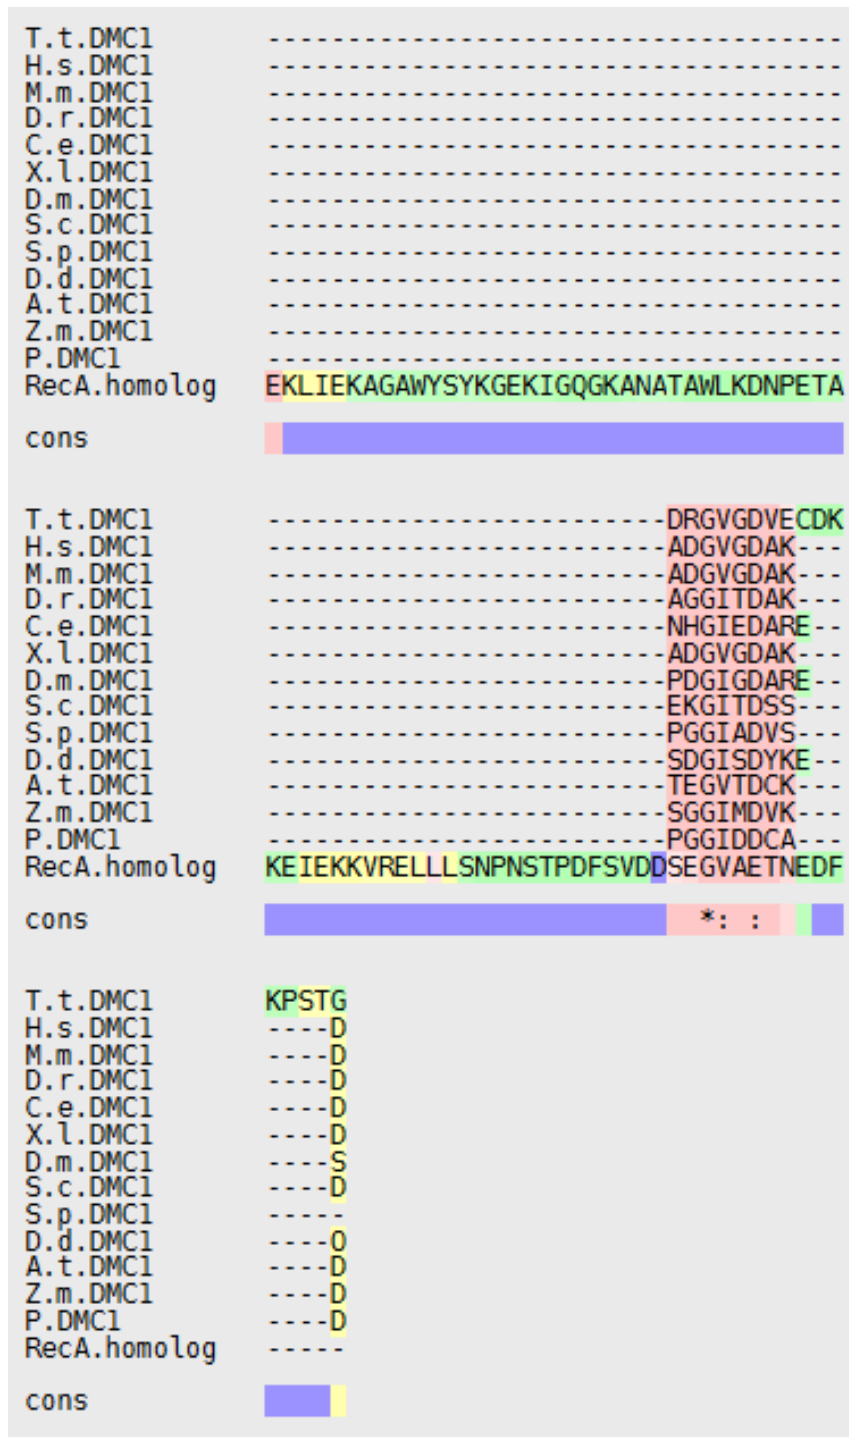 T.t.DMC1 ------------------------------------
H.s.DMC1 ------------------------------------
M.m.DMC1 ------------------------------------
D.r.DMC1 ------------------------------------
C.e.DMC1 ------------------------------------
X.l.DMC1 ------------------------------------
D.m.DMC1 ------------------------------------
S.c.DMC1 ------------------------------------
S.p.DMC1 ------------------------------------
D.d.DMC1 ------------------------------------
A.t.DMC1 ------------------------------------
Z.m.DMC1 ------------------------------------
P.DMC1 ------------------------------------
RecA.homolog EKLIEKAGAWYSYKGEKIGQGKANATAWLKDNPETA
cons
T.t.DMC1 -------------------------DRGVGDVECDK
H.s.DMC1 -------------------------ADGVGDAK---
M.m.DMC1 -------------------------ADGVGDAK---
D.r.DMC1 -------------------------AGGITDAK---
C.e.DMC1 -------------------------NHGIEDARE--
X.l.DMC1 -------------------------ADGVGDAK---
D.m.DMC1 -------------------------PDGIGDARE--
S.c.DMC1 -------------------------EKGITDSS---
S.p.DMC1 -------------------------PGGIADVS---
D.d.DMC1 -------------------------SDGISDYKE--
A.t.DMC1 -------------------------TEGVTDCK---
Z.m.DMC1 -------------------------SGGIMDVK---
P.DMC1 -------------------------PGGIDDCA---
RecA.homolog KEIEKKVRELLLSNPNSTPDFSVDDSEGVAETNEDF
cons *: :
T.t.DMC1 KPSTG
H.s.DMC1 ----D
M.m.DMC1 ----D
D.r.DMC1 ----D
C.e.DMC1 ----D
X.l.DMC1 ----D
D.m.DMC1 ----S
S.c.DMC1 ----D
S.p.DMC1 -----
D.d.DMC1 ----O
A.t.DMC1 ----D
Z.m.DMC1 ----D
P.DMC1 ----D
RecA.homolog -----
cons